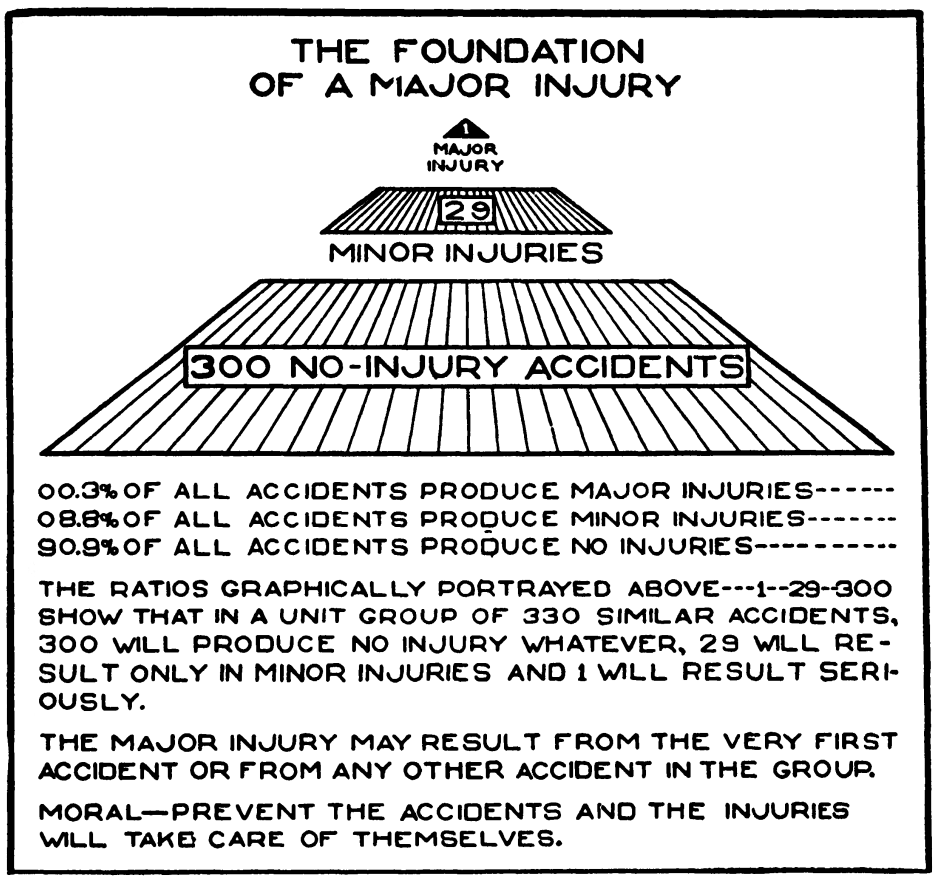 THE FOUNDATION
OF A MAJOR INJURY
1
MAJOR
INJURY
29
MINOR INJURIES
300 NO-INJURY ACCIDENTS
00.3% OF ALL ACCIDENTS PRODUCE MAJOR INJURIES------
08.8% OF ALL ACCIDENTS PRODUCE MINOR INJURIES-------
90.9% OF ALL ACCIDENTS PRODUCE NO INJURIES----------
THE RATIOS GRAPHICALLY PORTRAYED ABOVE---1--29--300
SHOW THAT IN A UNIT GROUP OF 330 SIMILAR ACCIDENTS,
300 WILL PRODUCE NO INJURY WHATEVER, 29 WILL RE-
SULT ONLY IN MINOR INJURIES AND 1 WILL RESULT SERI-
OUSLY.
THE MAJOR INJURY MAY RESULT FROM THE VERY FIRST
ACCIDENT OR FROM ANY OTHER ACCIDENT IN THE GROUP.
MORAL—PREVENT THE ACCIDENTS AND THE INJURIES
WILL TAKE CARE OF THEMSELVES.